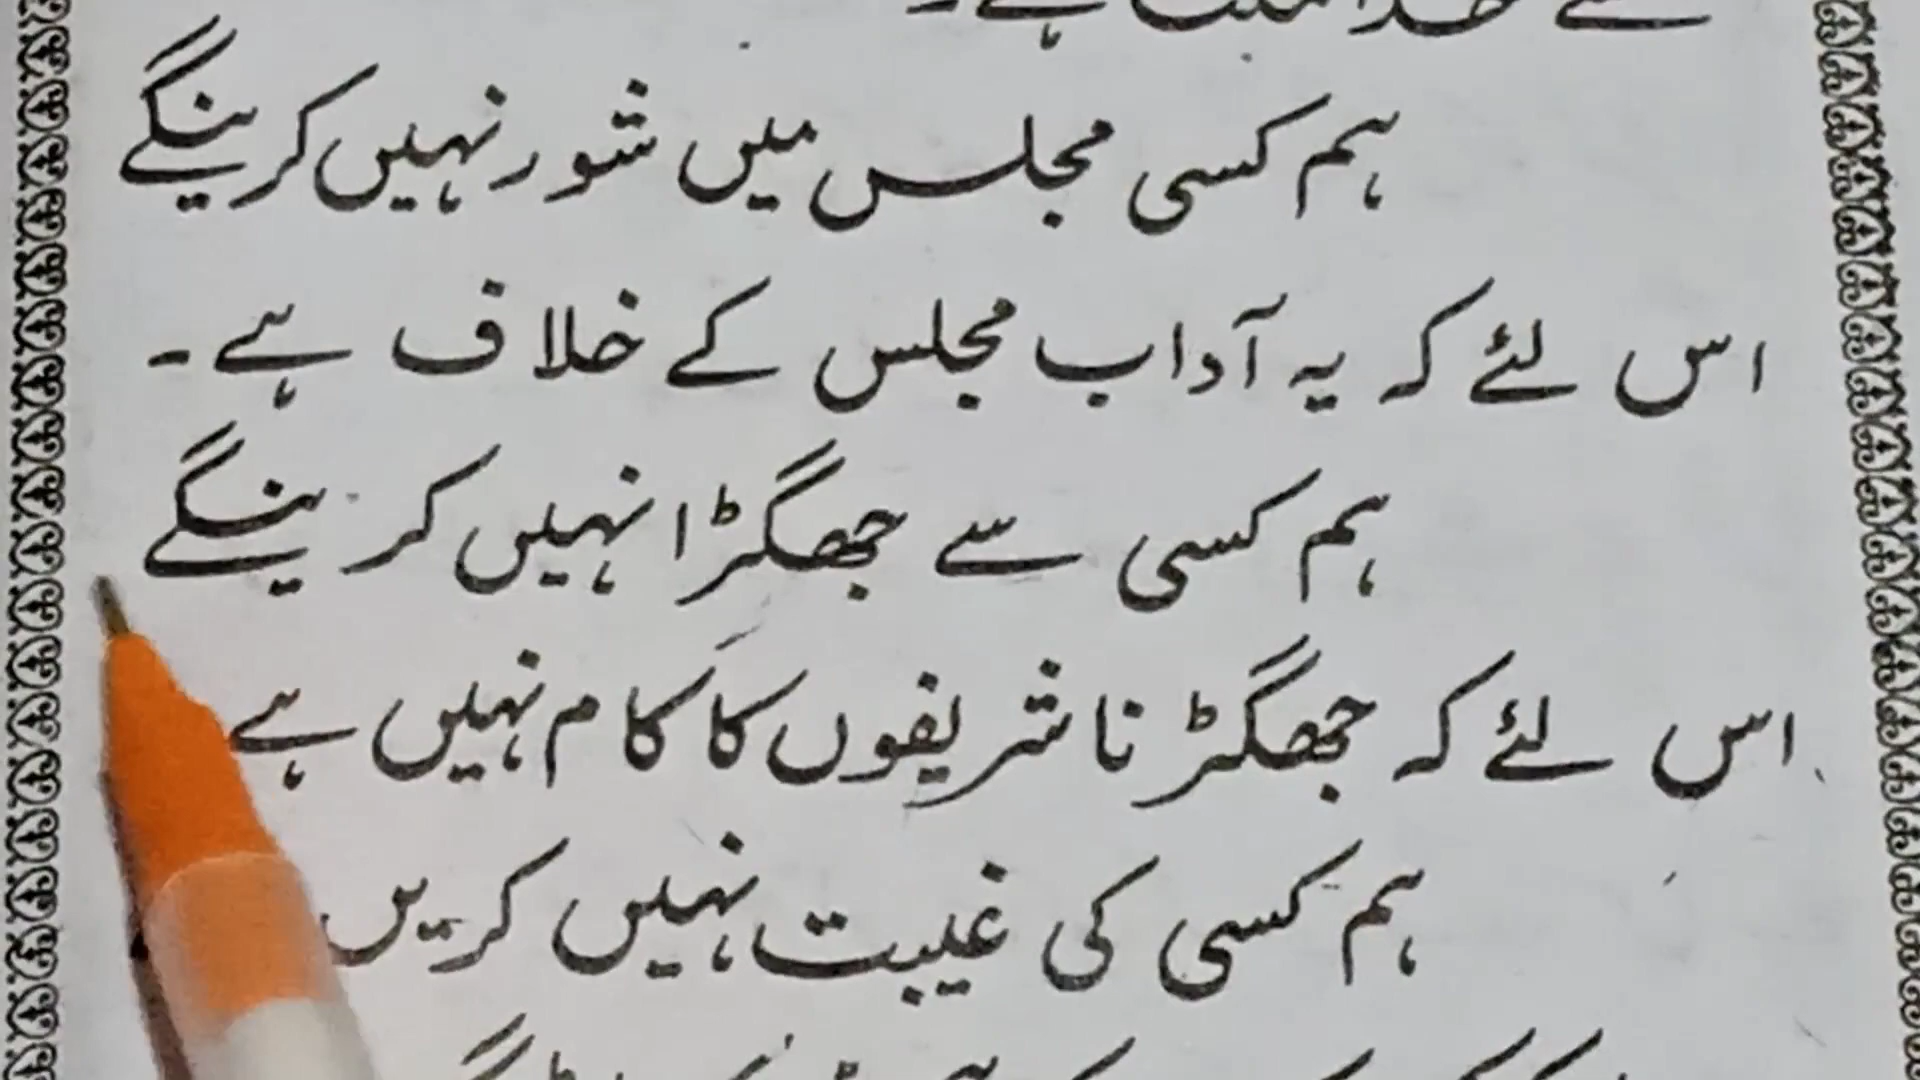 ہم کسی مجلس میں شور نہیں کرینگے
اس لئے کہ یہ آداب مجلس کے خلاف ہے۔
ہم کسی سے جھگڑا نہیں کرینگے
اس لئے کہ جھگڑنا شریفوں کا کام نہیں ہے
ہم کسی کی غیبت نہیں کریں